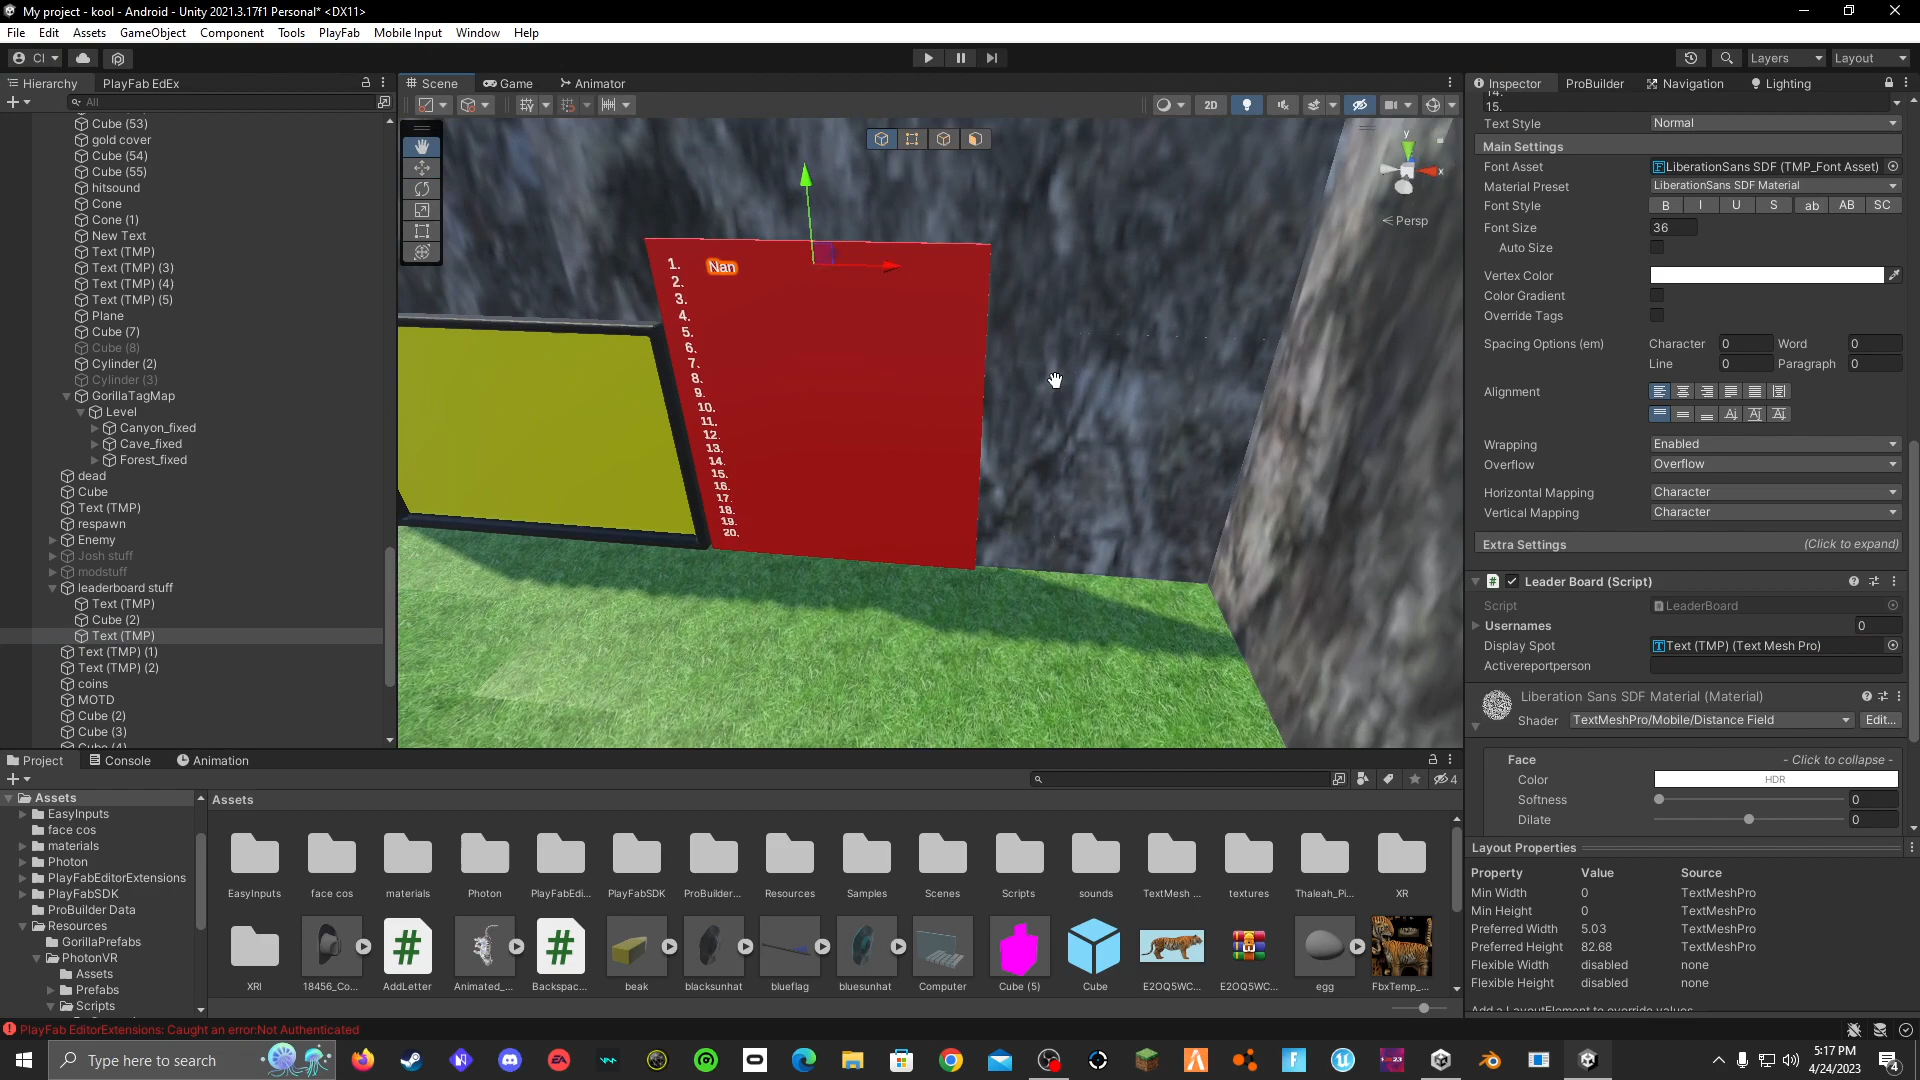 My project - kool - Android - Unity 2021.3.17f1 Personal* <DX11>
File Edit Assets GameObject Component Tools PlayFab Mobile Input Window Help
CI
Layers Layout
Hierarchy PlayFab EdEx
All
Cube (53)
gold cover
Cube (54)
Cube (55)
hitsound
Cone
Cone (1)
New Text
Text (TMP)
Text (TMP) (3)
Text (TMP) (4)
Text (TMP) (5)
Plane
Cube (7)
Cube (8)
Cylinder (2)
Cylinder (3)
GorillaTagMap
Level
Canyon_fixed
Cave_fixed
Forest_fixed
dead
Cube
Text (TMP)
respawn
Enemy
Josh stuff
modstuff
leaderboard stuff
Text (TMP)
Cube (2)
Text (TMP)
Text (TMP) (1)
Text (TMP) (2)
coins
MOTD
Cube (2)
Cube (3)
Cube (4)
Scene Game Animator
2D
y
x
Persp
1. Nan
2.
3.
4.
5.
6.
7.
8.
9.
10.
11.
12.
13.
14.
15.
16.
17.
18.
19.
20.
Inspector ProBuilder Navigation Lighting
14.
15.
Text Style Normal
Main Settings
Font Asset LiberationSans SDF (TMP_Font Asset)
Material Preset LiberationSans SDF Material
Font Style B I U S ab AB SC
Font Size 36
Auto Size
Vertex Color
Color Gradient
Override Tags
Spacing Options (em) Character 0 Word 0
Line 0 Paragraph 0
Alignment
Wrapping Enabled
Overflow Overflow
Horizontal Mapping Character
Vertical Mapping Character
Extra Settings (Click to expand)
Leader Board (Script)
Script LeaderBoard
Usernames 0
Display Spot Text (TMP) (Text Mesh Pro)
Activereportperson
Liberation Sans SDF Material (Material)
Shader TextMeshPro/Mobile/Distance Field Edit...
Face - Click to collapse -
Color HDR
Softness 0
Dilate 0
Layout Properties
Property Value Source
Min Width 0 TextMeshPro
Min Height 0 TextMeshPro
Preferred Width 5.03 TextMeshPro
Preferred Height 82.68 TextMeshPro
Flexible Width disabled none
Flexible Height disabled none
Add a LayoutElement to override values
Project Console Animation
4
Assets
EasyInputs
face cos
materials
Photon
PlayFabEditorExtensions
PlayFabSDK
ProBuilder Data
Resources
GorillaPrefabs
PhotonVR
Assets
Prefabs
Scripts
Assets
EasyInputs face cos materials Photon PlayFabEdi... PlayFabSDK ProBuilder... Resources Samples Scenes Scripts sounds TextMesh ... textures Thaleah_Pi... XR
XRI 18456_Co... AddLetter Animated_... Backspac... beak blacksunhat blueflag bluesunhat Computer Cube (5) Cube E2OQ5WC... E2OQ5WC... egg FbxTemp_...
PlayFab EditorExtensions: Caught an error:Not Authenticated
Type here to search
5:17 PM
4/24/2023
4